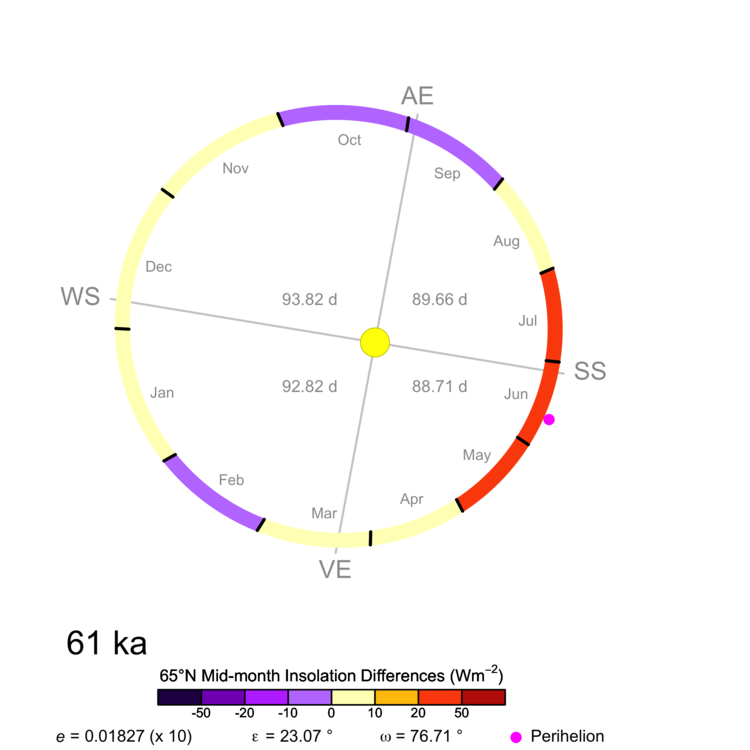 AE
Oct
Nov
Sep
Aug
Dec
WS
93.82 d
89.66 d
Jul
SS
92.82 d
88.71 d
Jun
Jan
May
Feb
Apr
Mar
VE
61 ka
65°N Mid-month Insolation Differences (Wm⁻²)
-50 -20 -10 0 10 20 50
e = 0.01827 (x 10) ε = 23.07 ° ω = 76.71 ° Perihelion